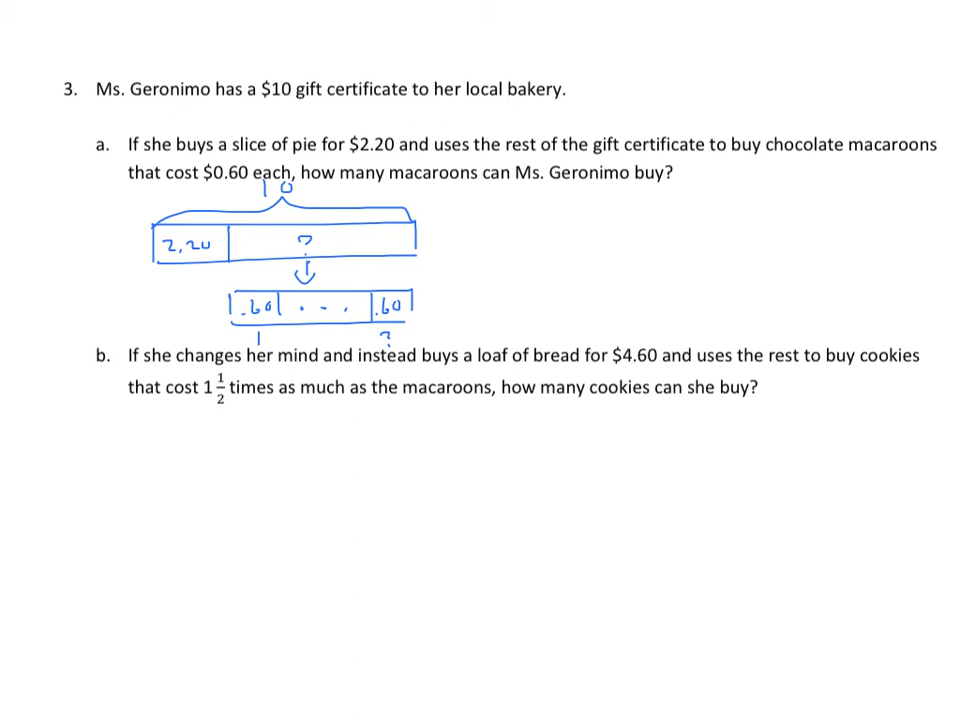 3. Ms. Geronimo has a $10 gift certificate to her local bakery.
a. If she buys a slice of pie for $2.20 and uses the rest of the gift certificate to buy chocolate macaroons
that cost $0.60 each, how many macaroons can Ms. Geronimo buy?
10
2.20 ?
.60 . . . .60
1 ?
b. If she changes her mind and instead buys a loaf of bread for $4.60 and uses the rest to buy cookies
that cost 1 1/2 times as much as the macaroons, how many cookies can she buy?